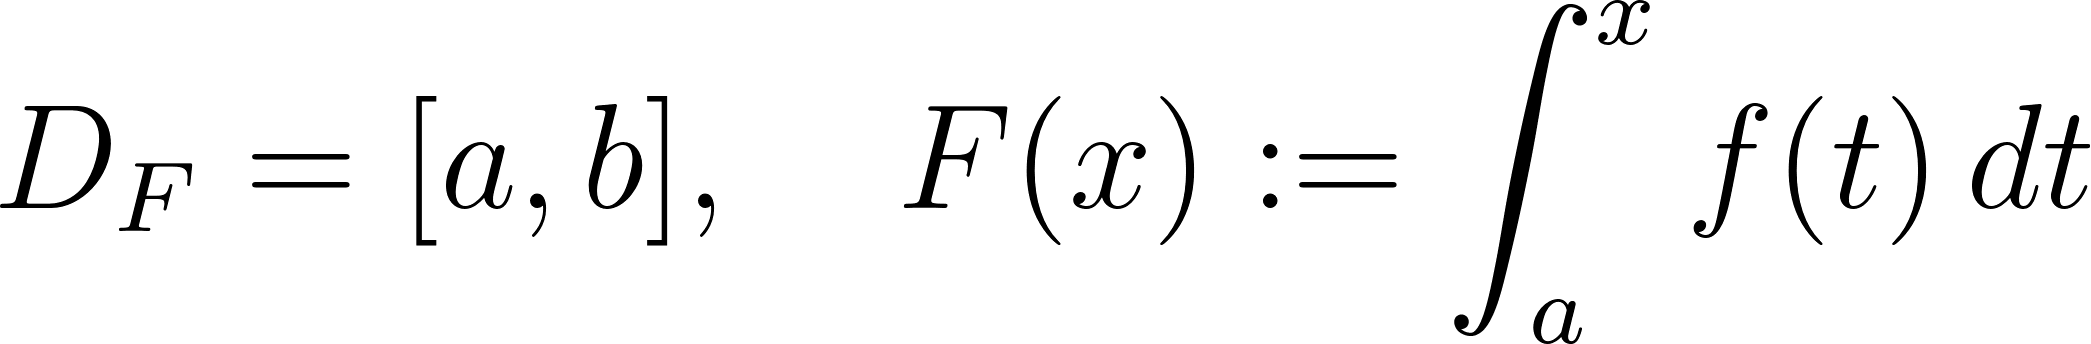 D_F = [a, b],   F(x) := ∫_a^x f(t) dt